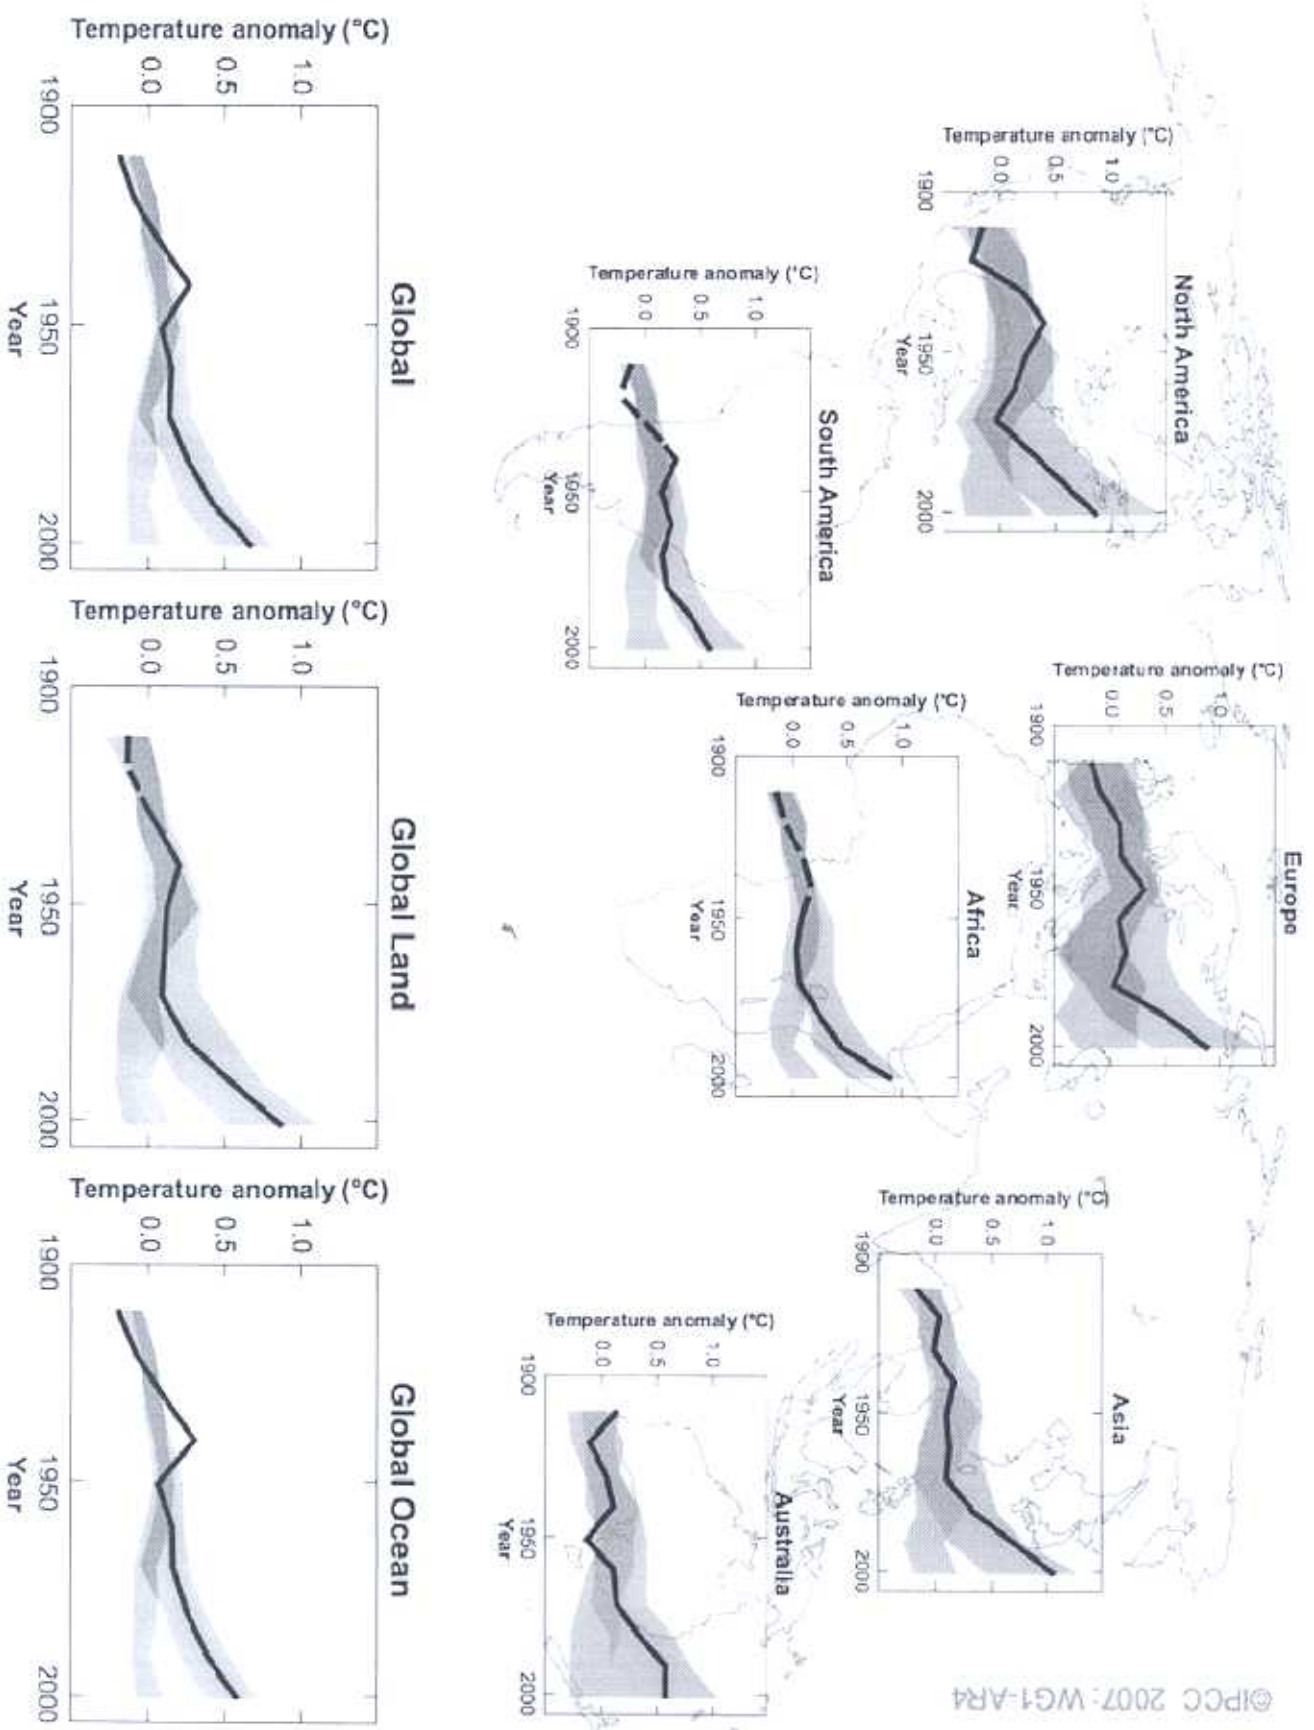 North America
Temperature anomaly (°C)
1.0
0.5
0.0
1900
1950
2000
Year
Europe
Temperature anomaly (°C)
1.0
0.5
0.0
1900
1950
2000
Year
Asia
Temperature anomaly (°C)
1.0
0.5
0.0
1900
1950
2000
Year
South America
Temperature anomaly (°C)
1.0
0.5
0.0
1900
1950
2000
Year
Africa
Temperature anomaly (°C)
1.0
0.5
0.0
1900
1950
2000
Year
Australia
Temperature anomaly (°C)
1.0
0.5
0.0
1900
1950
2000
Year
Global
Temperature anomaly (°C)
1.0
0.5
0.0
1900
1950
2000
Year
Global Land
Temperature anomaly (°C)
1.0
0.5
0.0
1900
1950
2000
Year
Global Ocean
Temperature anomaly (°C)
1.0
0.5
0.0
1900
1950
2000
Year
©IPCC 2007: WG1-AR4